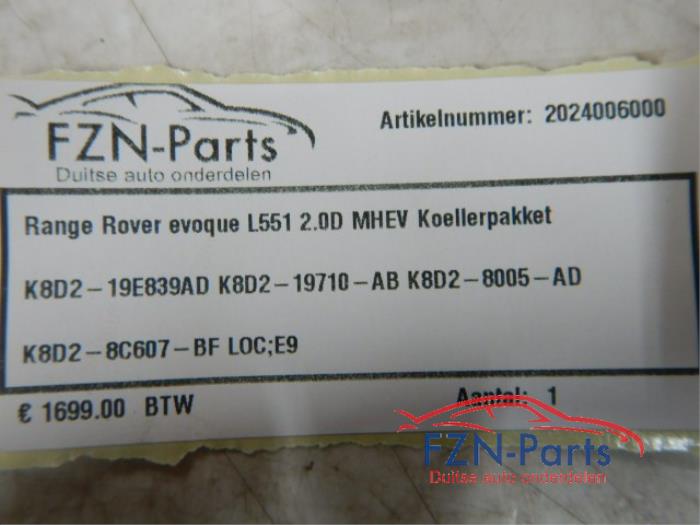 FZN-Parts
Duitse auto onderdelen
Artikelnummer: 2024006000
Range Rover evoque L551 2.0D MHEV Koellerpakket
K8D2-19E839AD K8D2-19710-AB K8D2-8005-AD
K8D2-8C607-BF LOC;E9
€ 1699.00 BTW
Aantal: 1
FZN-Parts
Duitse auto onderdelen